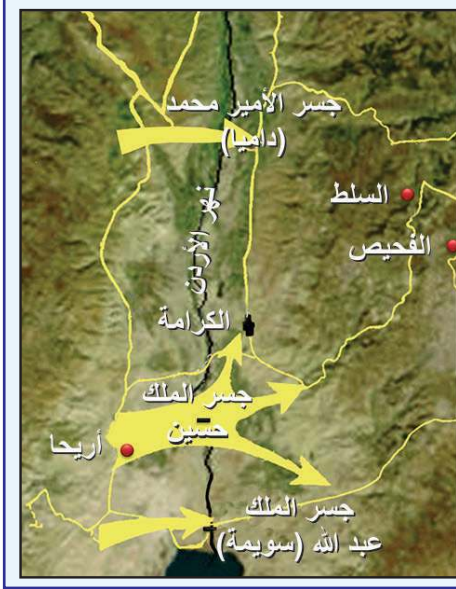 جسر الأمير محمد
(داميا)
السلط
الفحيص
نهر الأردن
الكرامة
جسر الملك
حسين
أريحا
جسر الملك
عبد الله (سويمة)